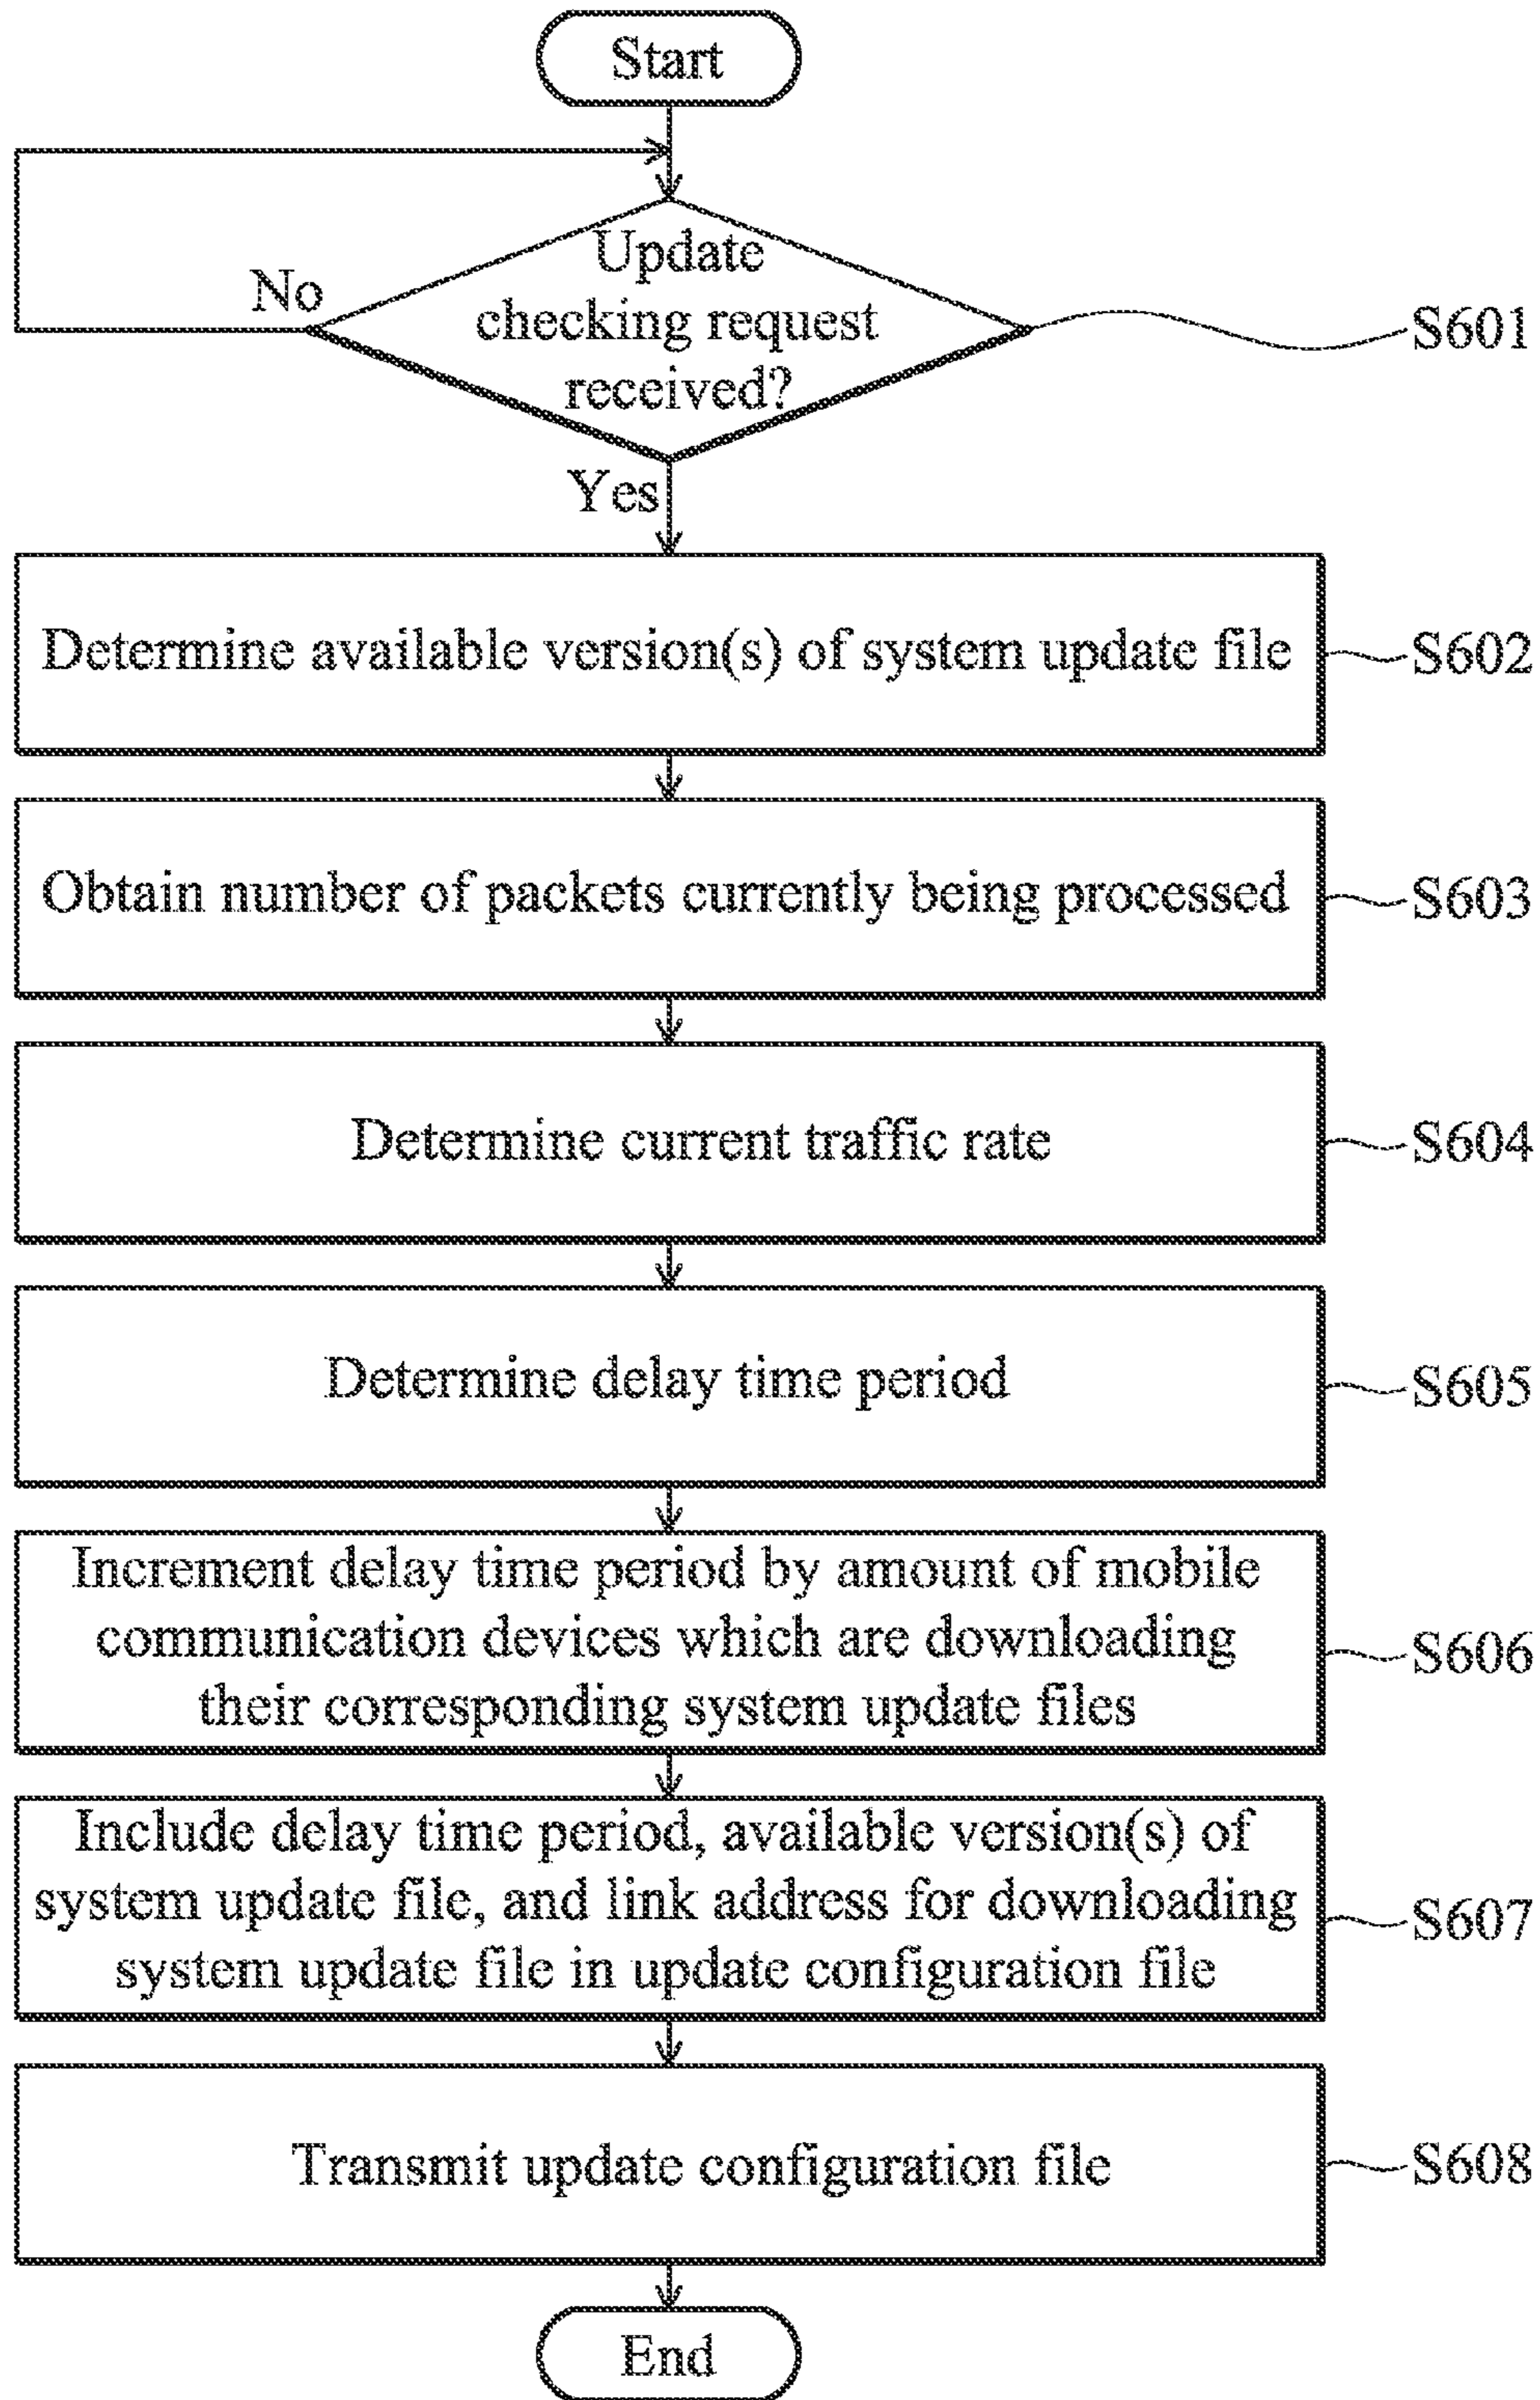 Start
No
Update
checking request
received?
S601
Yes
Determine available version(s) of system update file
S602
Obtain number of packets currently being processed
S603
Determine current traffic rate
S604
Determine delay time period
S605
Increment delay time period by amount of mobile
communication devices which are downloading
their corresponding system update files
S606
Include delay time period, available version(s) of
system update file, and link address for downloading
system update file in update configuration file
S607
Transmit update configuration file
S608
End